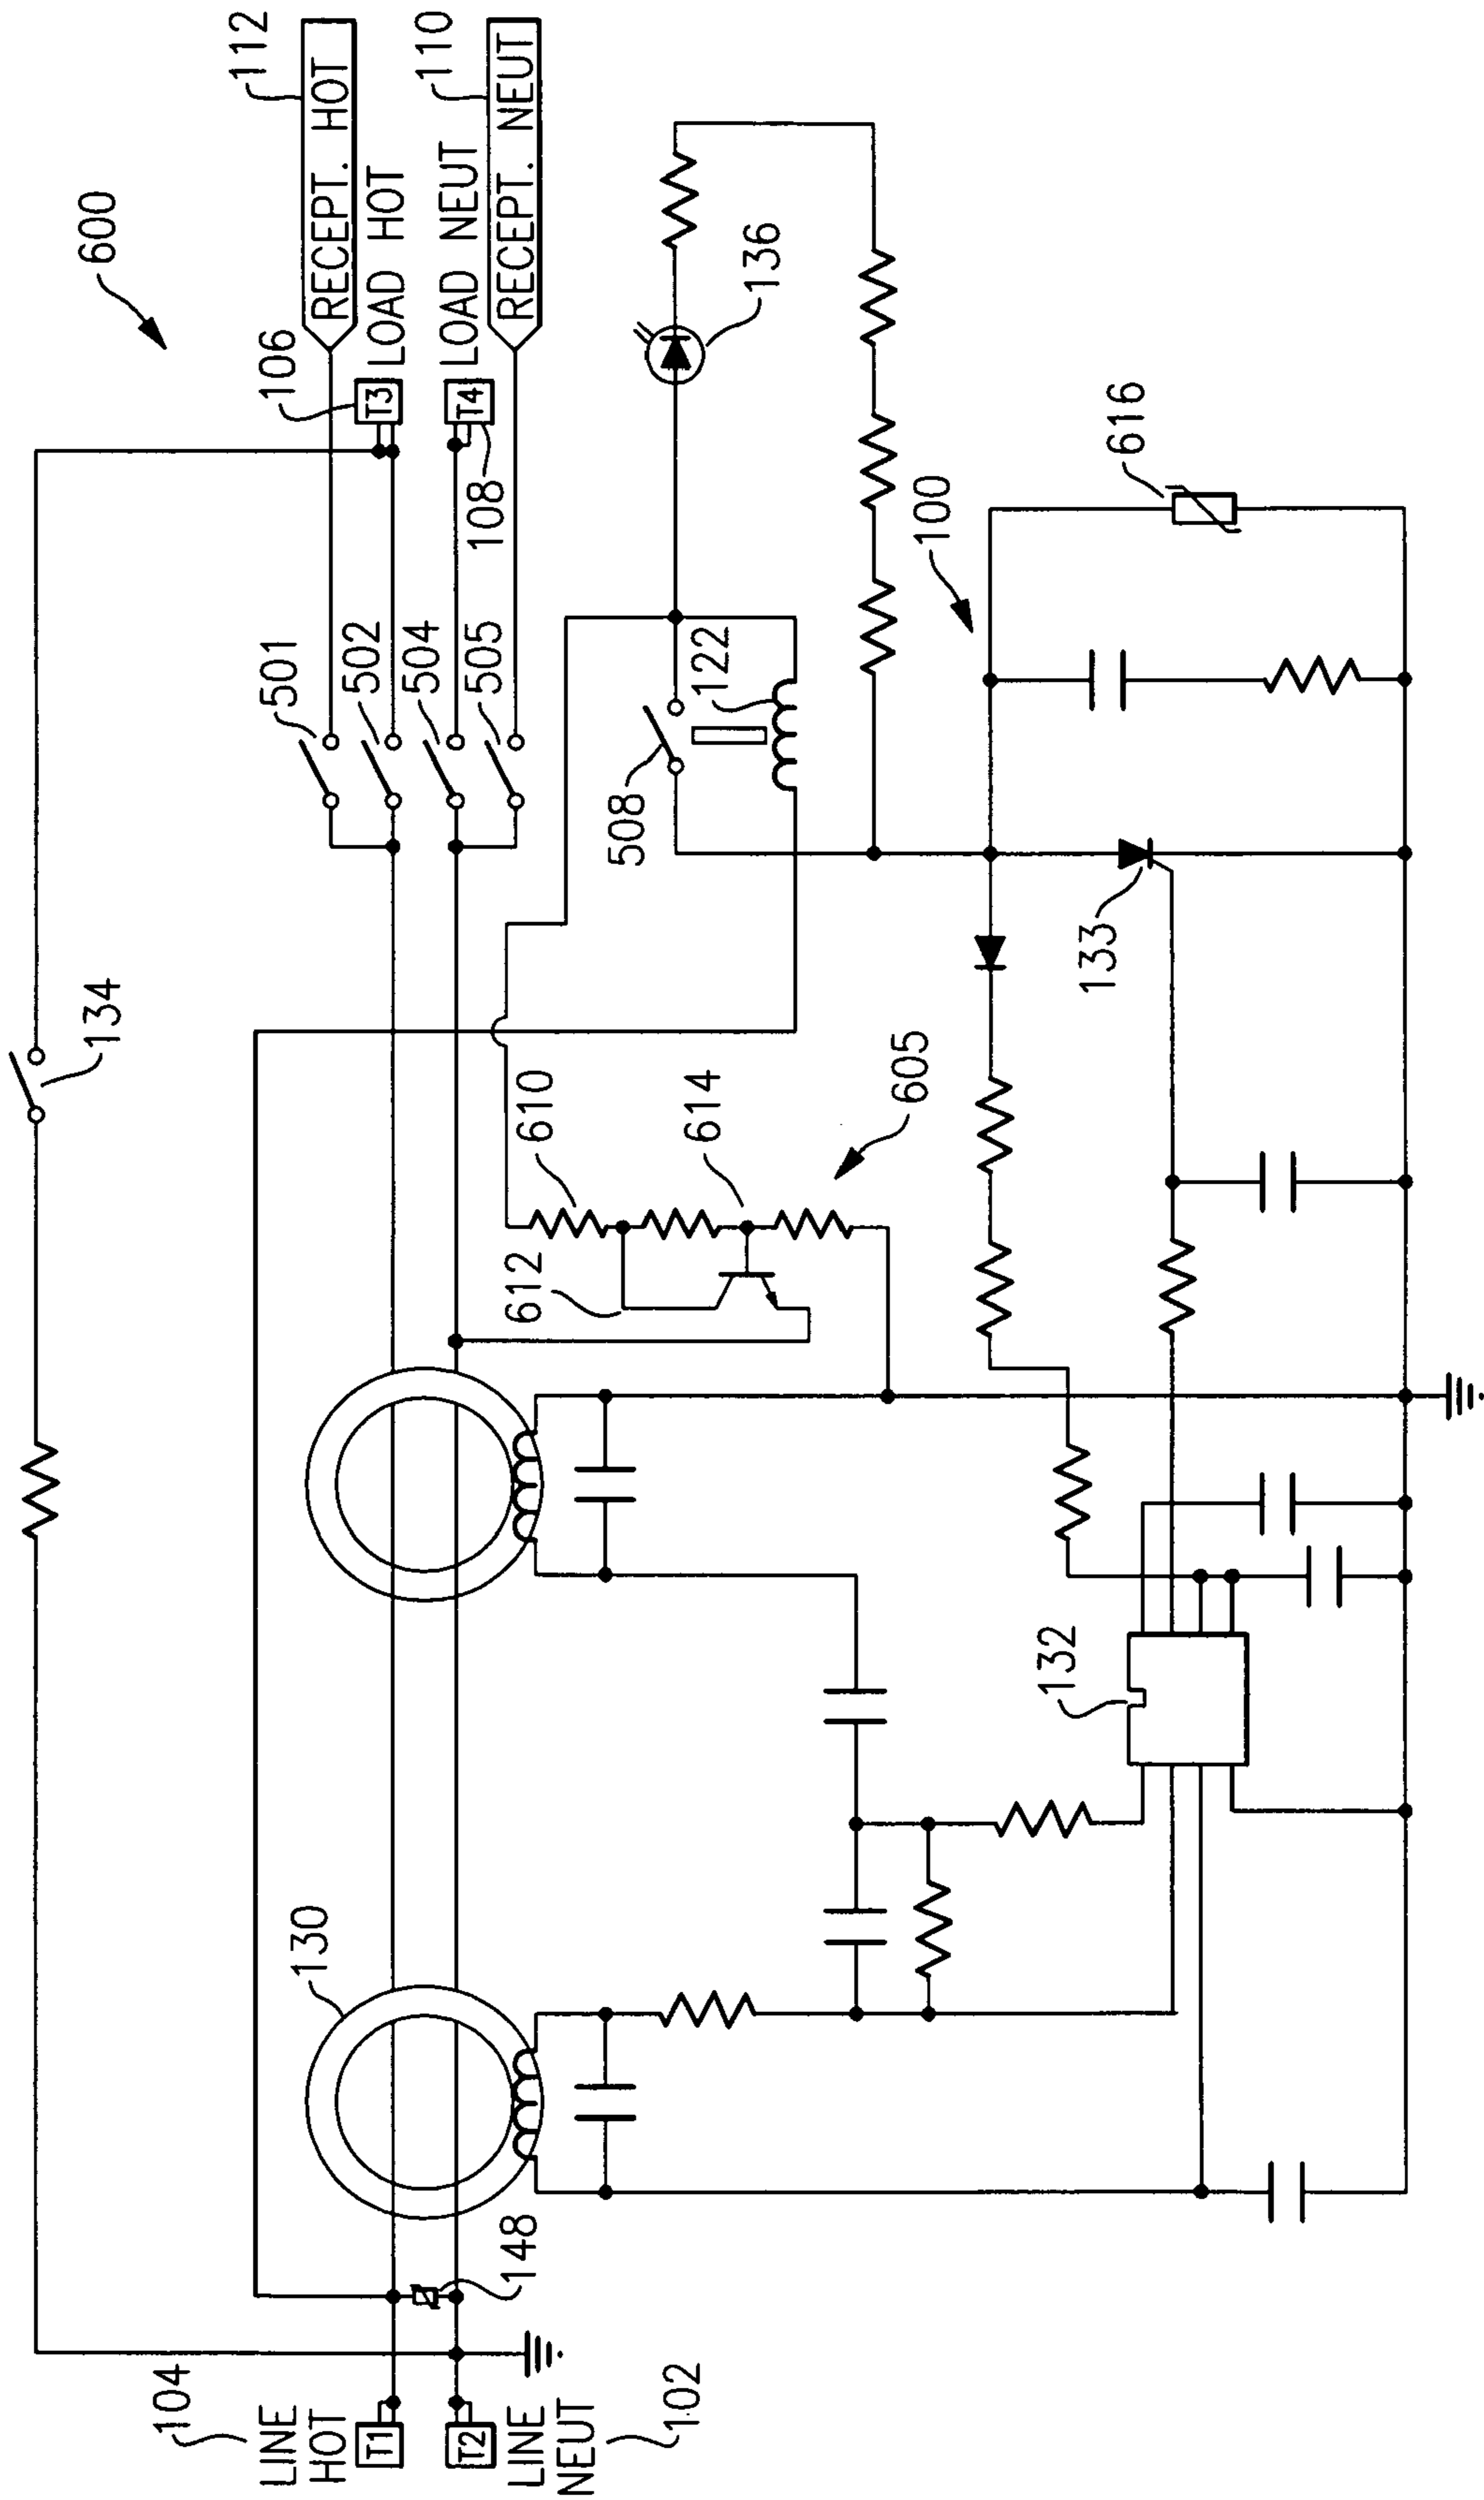 600
112
RECEPT. HOT
106
T3
LOAD HOT
LOAD NEUT
T4
108
110
RECEPT. NEUT
134
501
502
504
505
136
508
122
100
616
610
612
614
605
133
130
132
148
104
LINE
HOT
T1
T2
LINE
NEUT
102